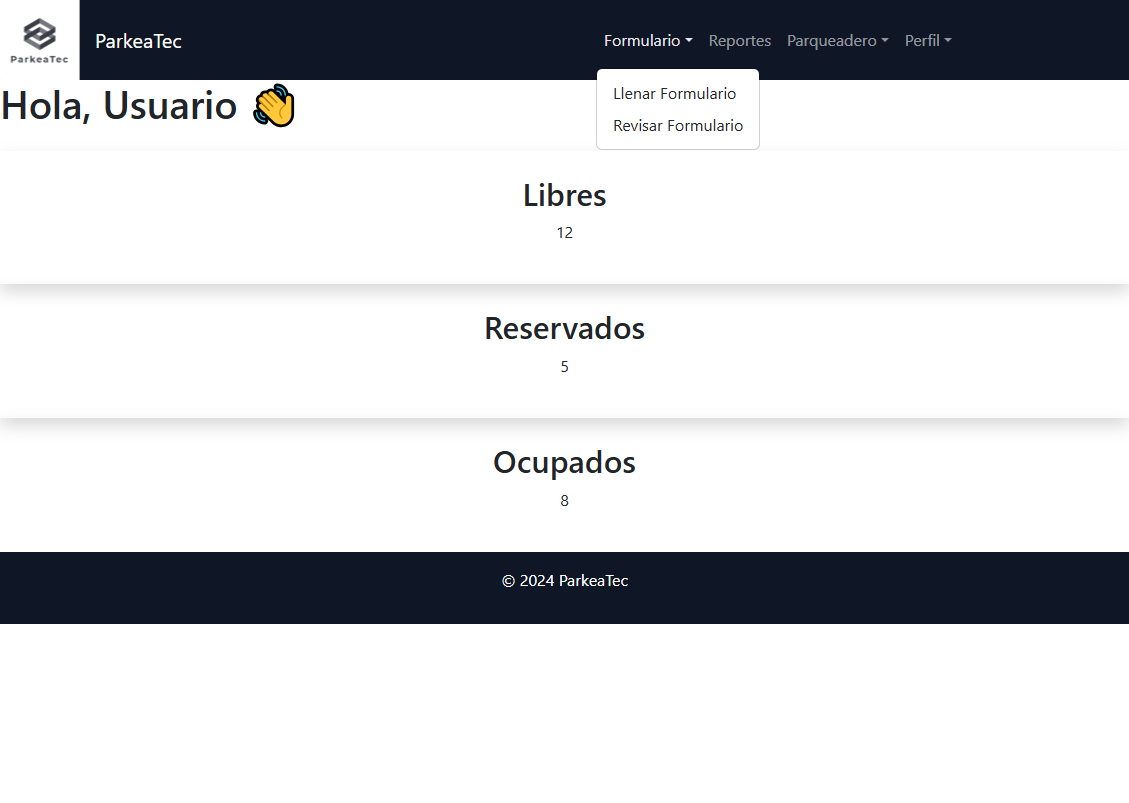 ParkeaTec
ParkeaTec
Formulario Reportes Parqueadero Perfil
Llenar Formulario
Revisar Formulario
Hola, Usuario 👋
Libres
12
Reservados
5
Ocupados
8
© 2024 ParkeaTec